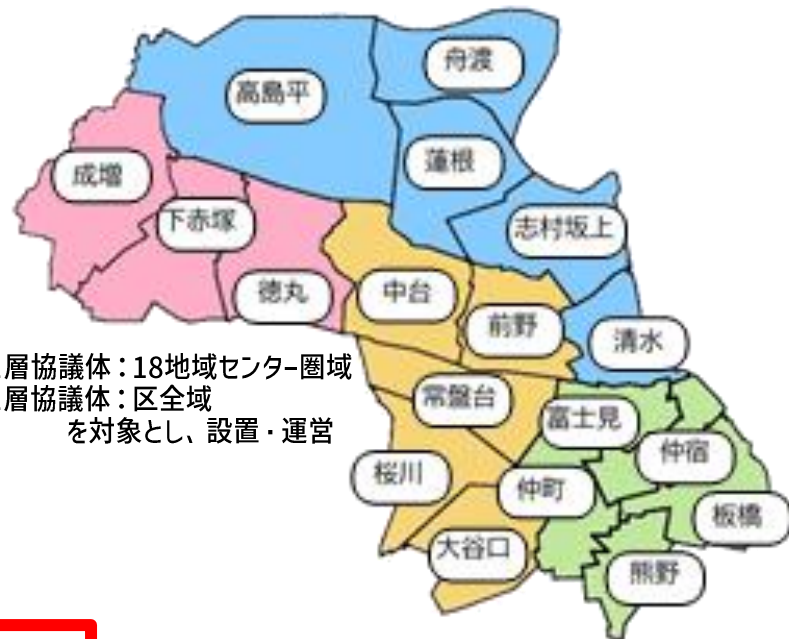 舟渡
高島平
蓮根
成増
下赤塚
志村坂上
徳丸
中台
前野
清水
層協議体：18地域センター圏域
層協議体：区全域
を対象とし、設置・運営
常盤台
富士見
仲宿
桜川
仲町
板橋
大谷口
熊野